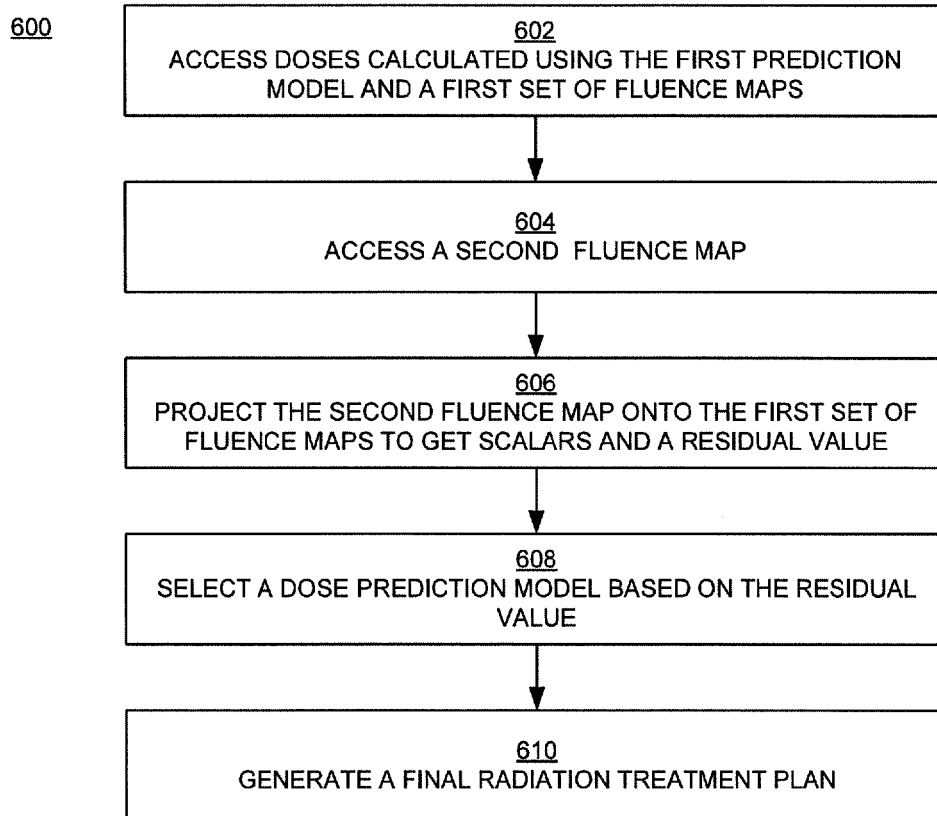 600
602
ACCESS DOSES CALCULATED USING THE FIRST PREDICTION
MODEL AND A FIRST SET OF FLUENCE MAPS
604
ACCESS A SECOND FLUENCE MAP
606
PROJECT THE SECOND FLUENCE MAP ONTO THE FIRST SET OF
FLUENCE MAPS TO GET SCALARS AND A RESIDUAL VALUE
608
SELECT A DOSE PREDICTION MODEL BASED ON THE RESIDUAL
VALUE
610
GENERATE A FINAL RADIATION TREATMENT PLAN